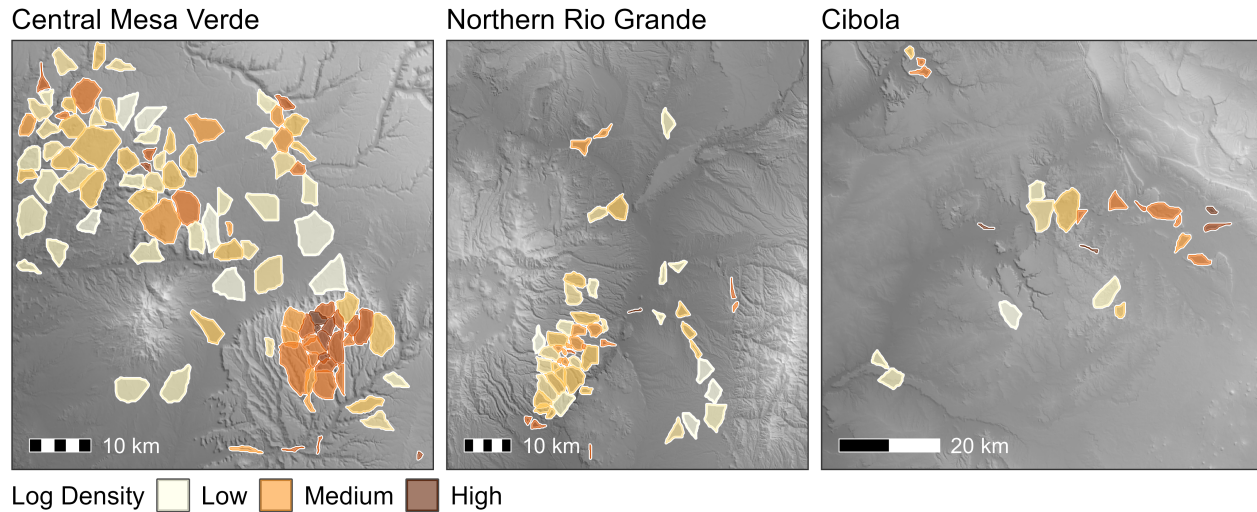 Central Mesa Verde
Northern Rio Grande
Cibola
10 km
10 km
20 km
Log Density Low Medium High